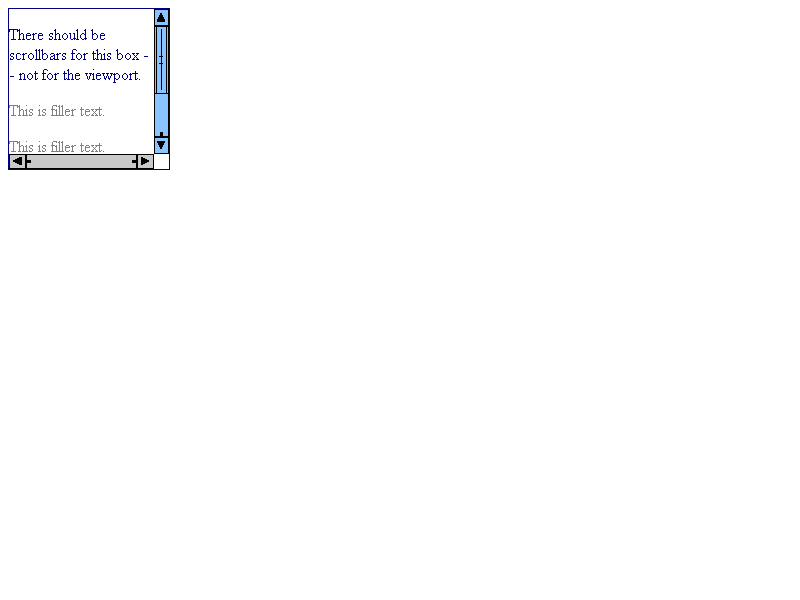 There should be
scrollbars for this box -
- not for the viewport.
This is filler text.
This is filler text.